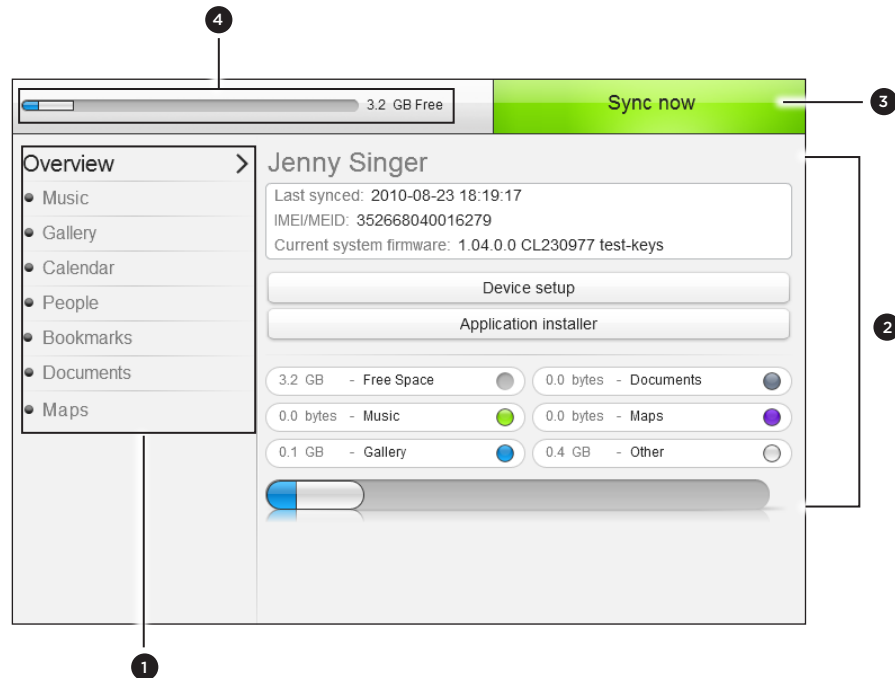 4
3.2 GB Free
Sync now
3
Overview
Music
Gallery
Calendar
People
Bookmarks
Documents
Maps
Jenny Singer
Last synced: 2010-08-23 18:19:17
IMEI/MEID: 352668040016279
Current system firmware: 1.04.0.0 CL230977 test-keys
Device setup
Application installer
2
3.2 GB - Free Space
0.0 bytes - Documents
0.0 bytes - Music
0.0 bytes - Maps
0.1 GB - Gallery
0.4 GB - Other
1